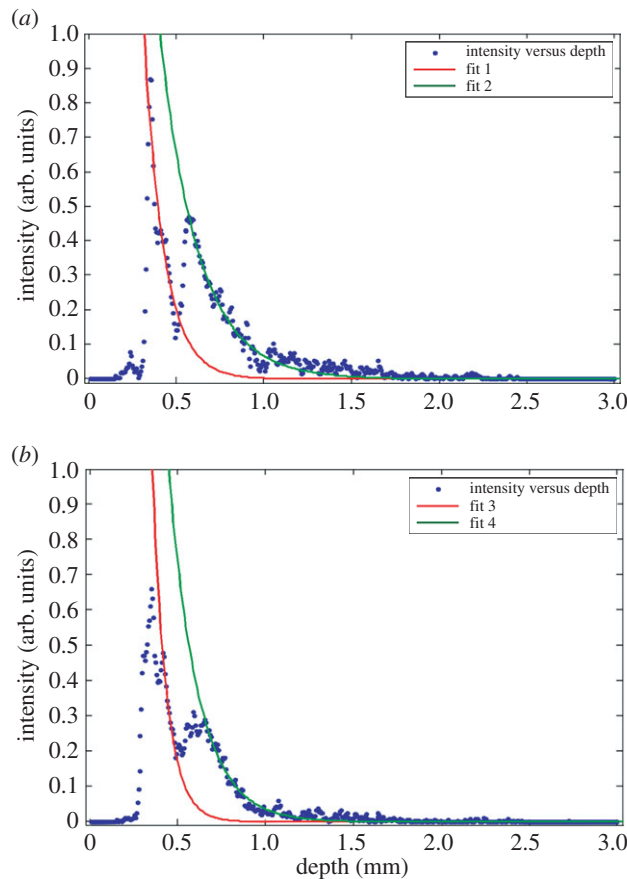 (a)
1.0
0.9
0.8
0.7
0.6
0.5
0.4
0.3
0.2
0.1
0
intensity (arb. units)
intensity versus depth
fit 1
fit 2
0 0.5 1.0 1.5 2.0 2.5 3.0
(b)
1.0
0.9
0.8
0.7
0.6
0.5
0.4
0.3
0.2
0.1
0
intensity (arb. units)
intensity versus depth
fit 3
fit 4
0 0.5 1.0 1.5 2.0 2.5 3.0
depth (mm)